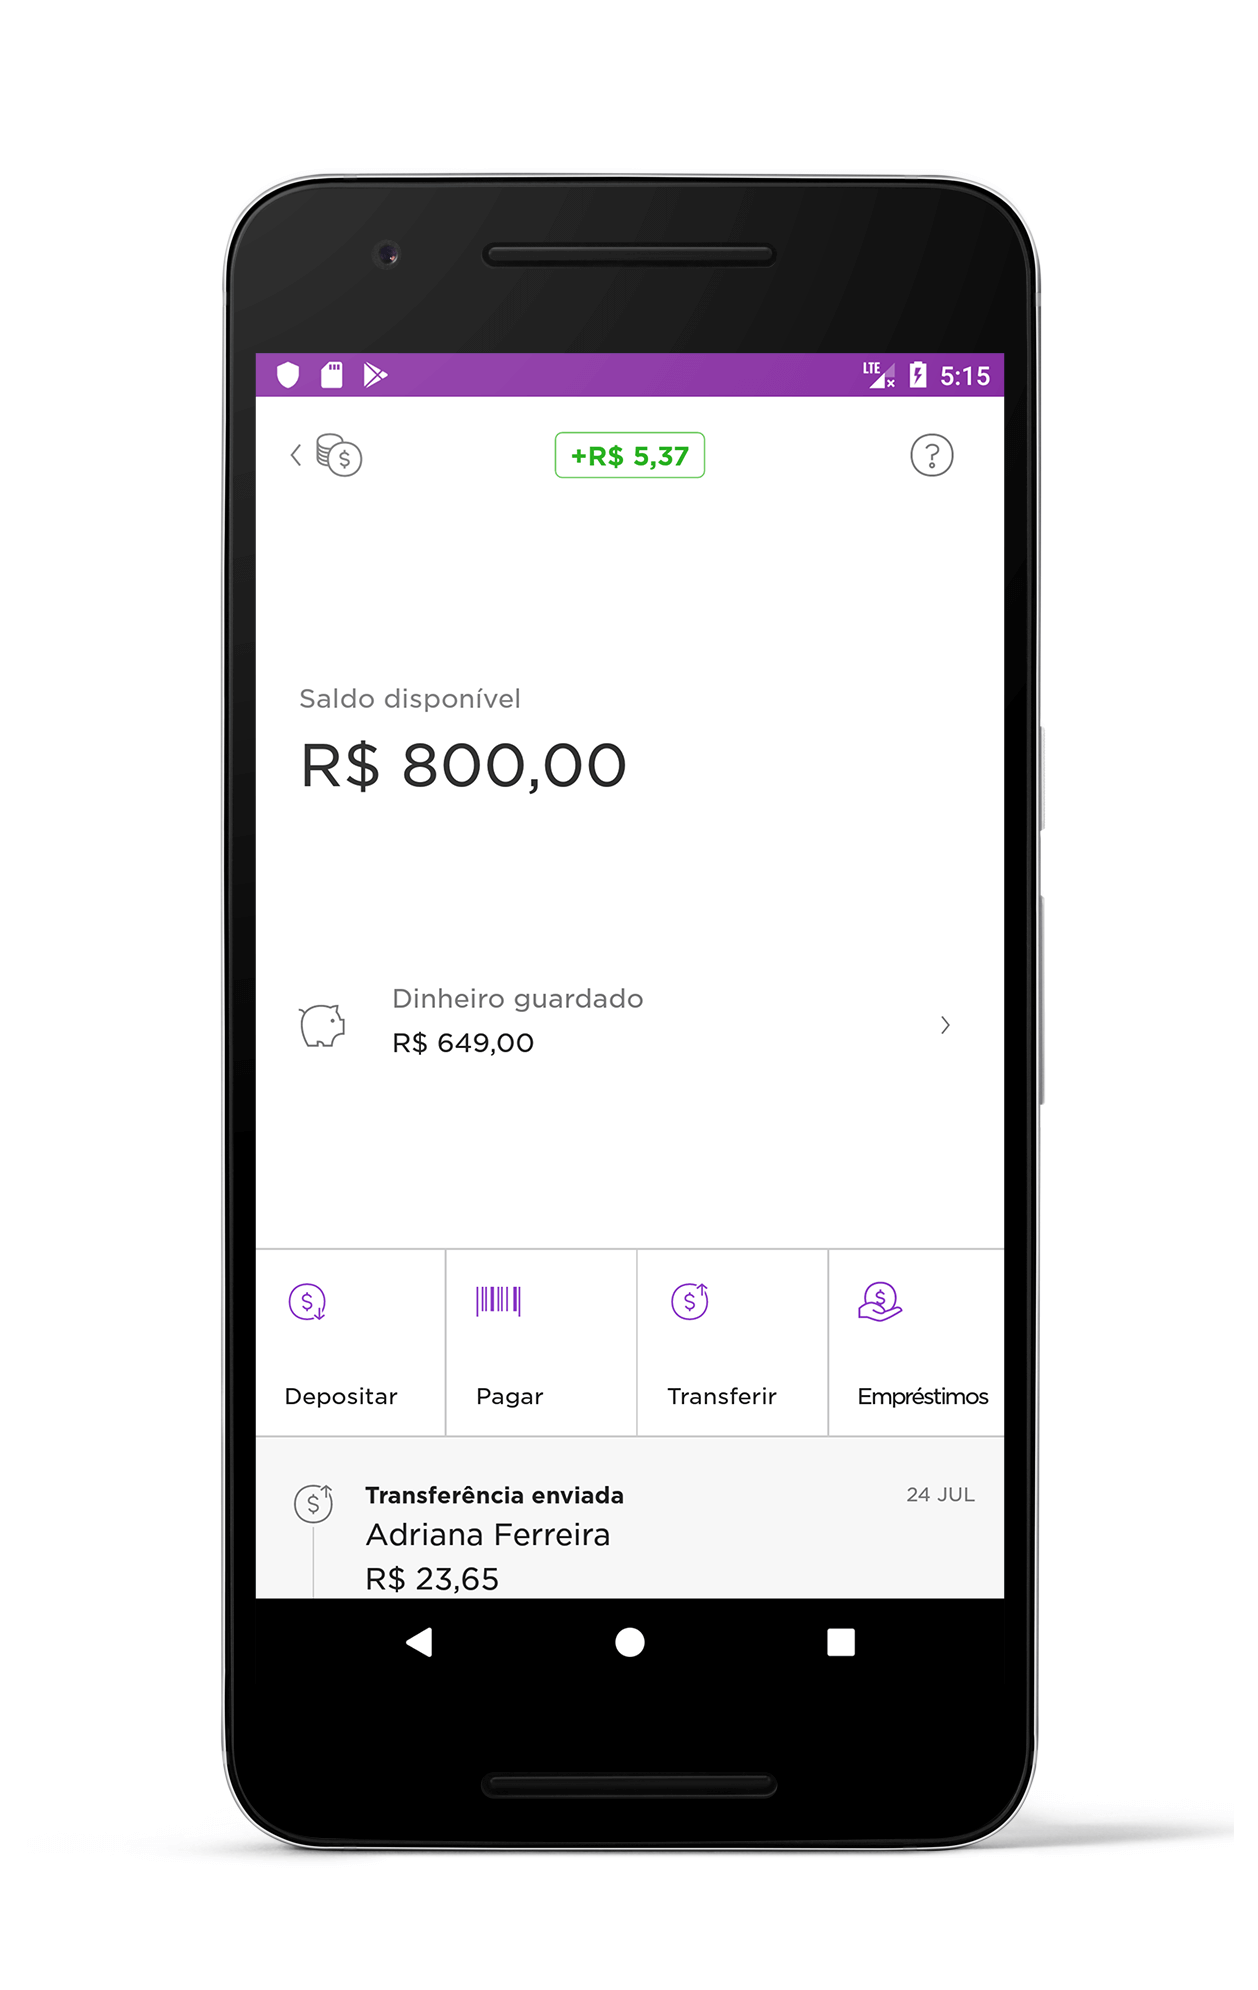 LTE 5:15
+R$ 5,37
Saldo disponível
R$ 800,00
Dinheiro guardado
R$ 649,00
Depositar Pagar Transferir Empréstimos
Transferência enviada 24 JUL
Adriana Ferreira
R$ 23,65